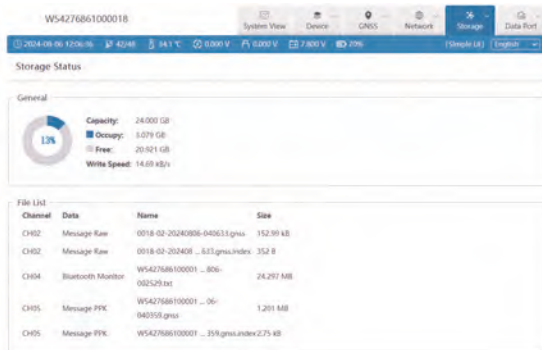 WS4276861000018
System View
Device
GNSS
Network
Storage
Data Port
2024-08-06 12:06:36 42/48 34.1 °C 0.000 V 0.000 V 7.800 V 20% (Simple UI) English
Storage Status
General
13%
Capacity: 24.000 GB
Occupy: 3.079 GB
Free: 20.921 GB
Write Speed: 14.69 kB/s
File List
Channel Data Name Size
CH02 Message Raw 0018-02-20240806-040633.gnss 152.99 kB
CH02 Message Raw 0018-02-202408 ... 633.gnss.index 352 B
CH04 Bluetooth Monitor WS427686100001 ... 806-
002529.txt 24.297 MB
CH05 Message PPK WS427686100001 ... 06-
040359.gnss 1.201 MB
CH05 Message PPK WS427686100001 ... 359.gnss.index 2.75 kB